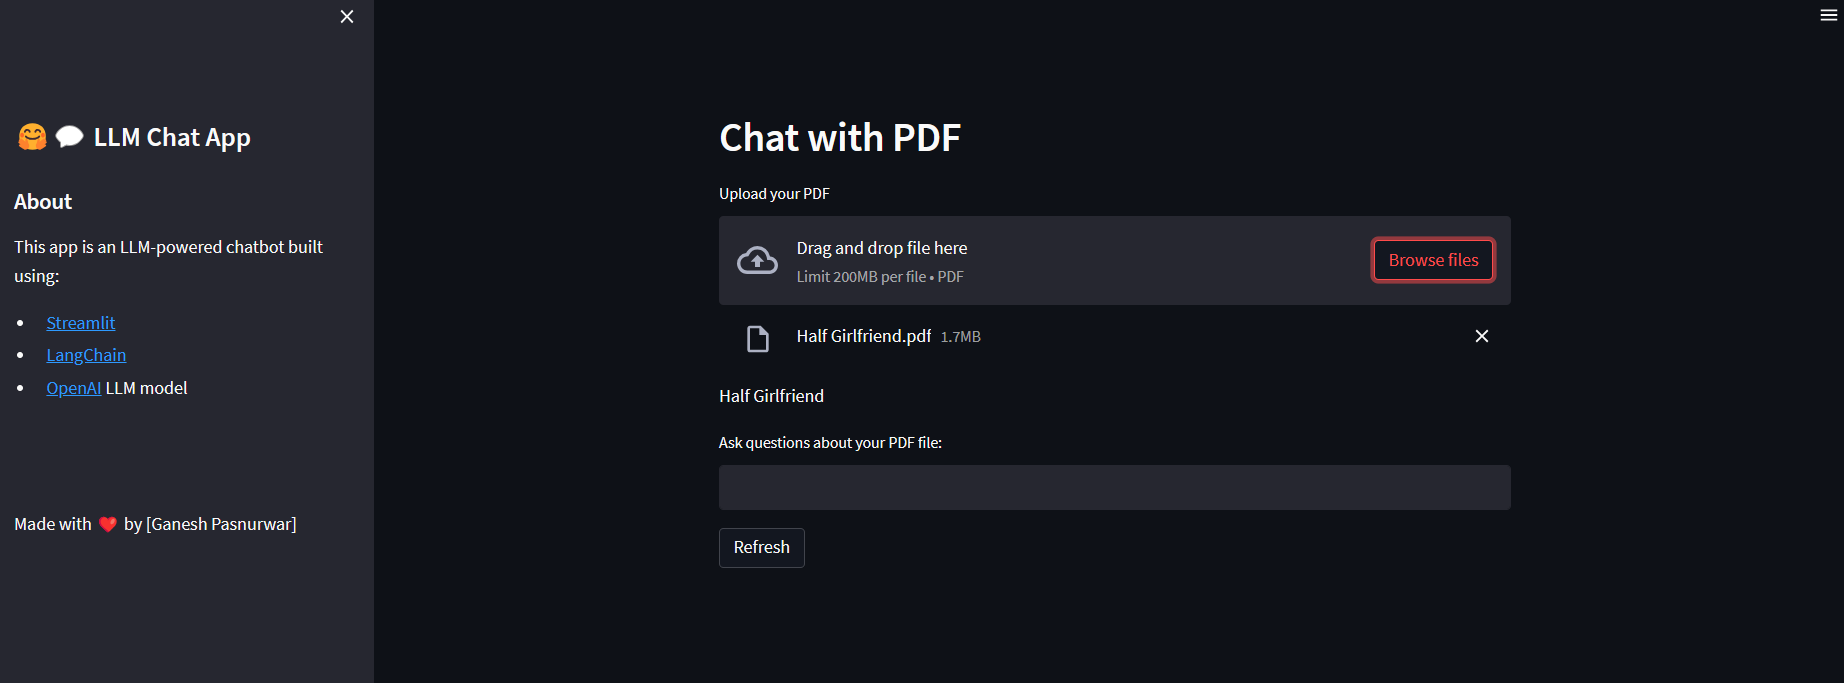 🤗💬 LLM Chat App
About
This app is an LLM-powered chatbot built
using:
• Streamlit
• LangChain
• OpenAI LLM model
Made with ❤️ by [Ganesh Pasnurwar]
Chat with PDF
Upload your PDF
Drag and drop file here
Limit 200MB per file • PDF
Browse files
Half Girlfriend.pdf 1.7MB
Half Girlfriend
Ask questions about your PDF file:
Refresh